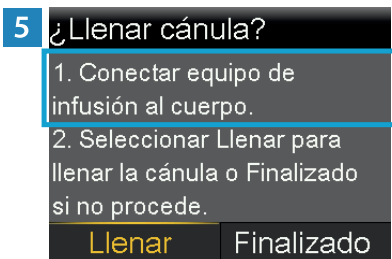 5
¿Llenar cánula?
1. Conectar equipo de
infusión al cuerpo.
2. Seleccionar Llenar para
llenar la cánula o Finalizado
si no procede.
Llenar Finalizado